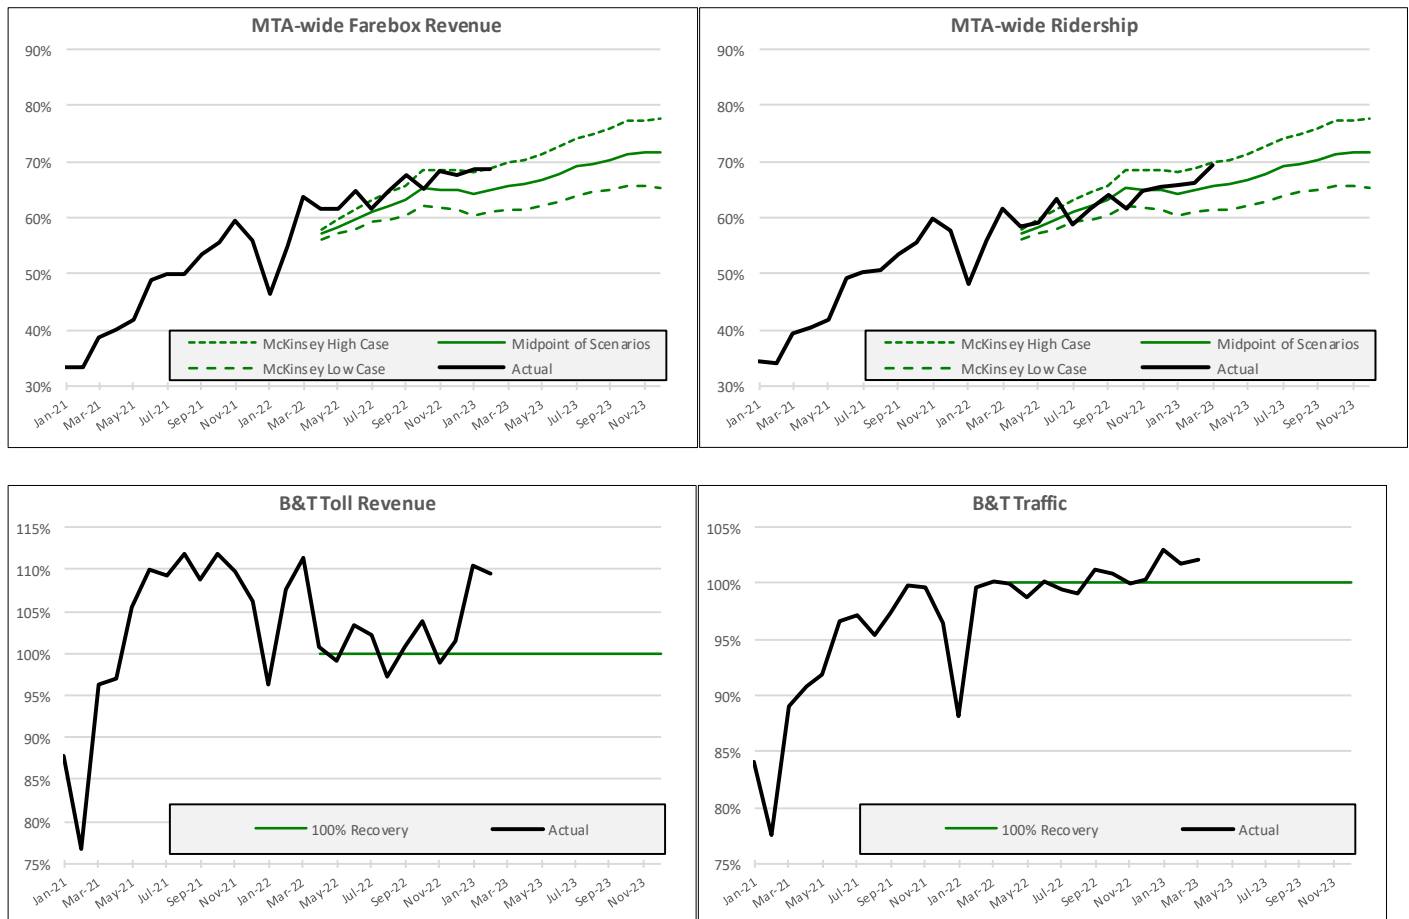 MTA-wide Farebox Revenue
90%
80%
70%
60%
50%
40%
30%
McKinsey High Case
Midpoint of Scenarios
McKinsey Low Case
Actual
Jan-21
Mar-21
May-21
Jul-21
Sep-21
Nov-21
Jan-22
Mar-22
May-22
Jul-22
Sep-22
Nov-22
Jan-23
Mar-23
May-23
Jul-23
Sep-23
Nov-23
MTA-wide Ridership
90%
80%
70%
60%
50%
40%
30%
McKinsey High Case
Midpoint of Scenarios
McKinsey Low Case
Actual
Jan-21
Mar-21
May-21
Jul-21
Sep-21
Nov-21
Jan-22
Mar-22
May-22
Jul-22
Sep-22
Nov-22
Jan-23
Mar-23
May-23
Jul-23
Sep-23
Nov-23
B&T Toll Revenue
115%
110%
105%
100%
95%
90%
85%
80%
75%
100% Recovery
Actual
Jan-21
Mar-21
May-21
Jul-21
Sep-21
Nov-21
Jan-22
Mar-22
May-22
Jul-22
Sep-22
Nov-22
Jan-23
Mar-23
May-23
Jul-23
Sep-23
Nov-23
B&T Traffic
105%
100%
95%
90%
85%
80%
75%
100% Recovery
Actual
Jan-21
Mar-21
May-21
Jul-21
Sep-21
Nov-21
Jan-22
Mar-22
May-22
Jul-22
Sep-22
Nov-22
Jan-23
Mar-23
May-23
Jul-23
Sep-23
Nov-23